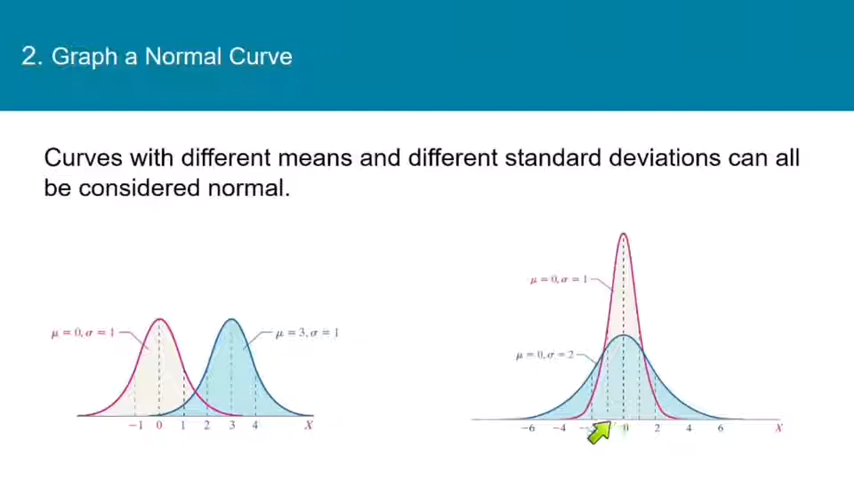 2. Graph a Normal Curve
Curves with different means and different standard deviations can all
be considered normal.
μ = 0, σ = 1
μ = 3, σ = 1
−1 0 1 2 3 4 X
μ = 0, σ = 1
μ = 0, σ = 2
−6 −4 0 2 4 6 X